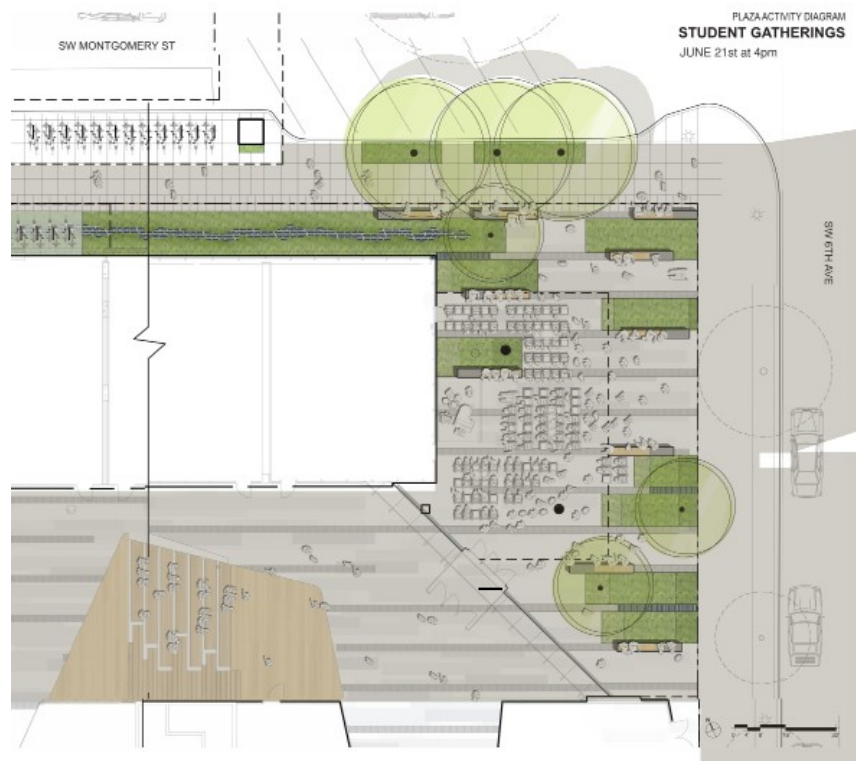 PLAZA ACTIVITY DIAGRAM
STUDENT GATHERINGS
JUNE 21st at 4pm
SW MONTGOMERY ST
SW 6TH AVE